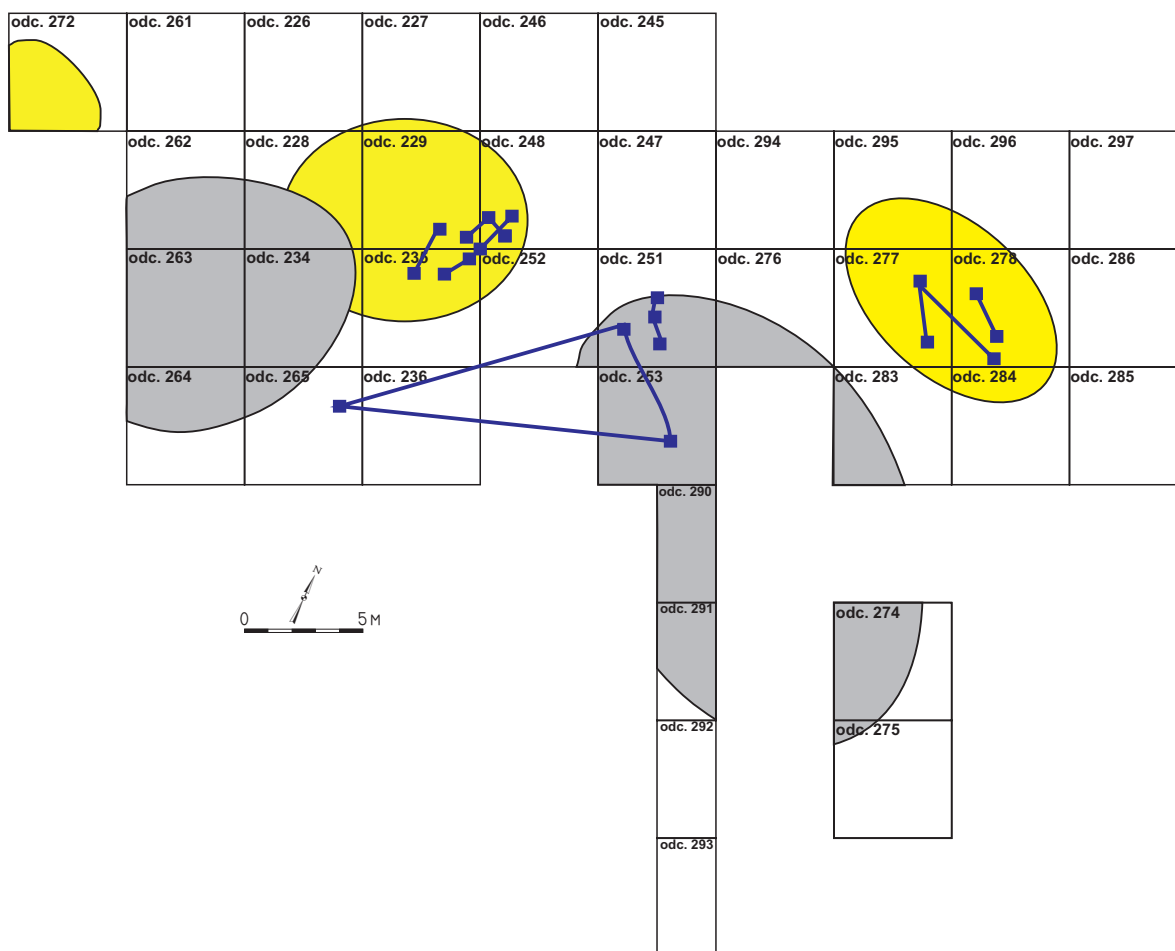 odc. 272 odc. 261 odc. 226 odc. 227 odc. 246 odc. 245
odc. 262 odc. 228 odc. 229 odc. 248 odc. 247 odc. 294 odc. 295 odc. 296 odc. 297
odc. 263 odc. 234 odc. 235 odc. 252 odc. 251 odc. 276 odc. 277 odc. 278 odc. 286
odc. 264 odc. 265 odc. 236 odc. 253 odc. 283 odc. 284 odc. 285
odc. 290
N
S
0 5 M
odc. 291 odc. 274
odc. 292 odc. 275
odc. 293